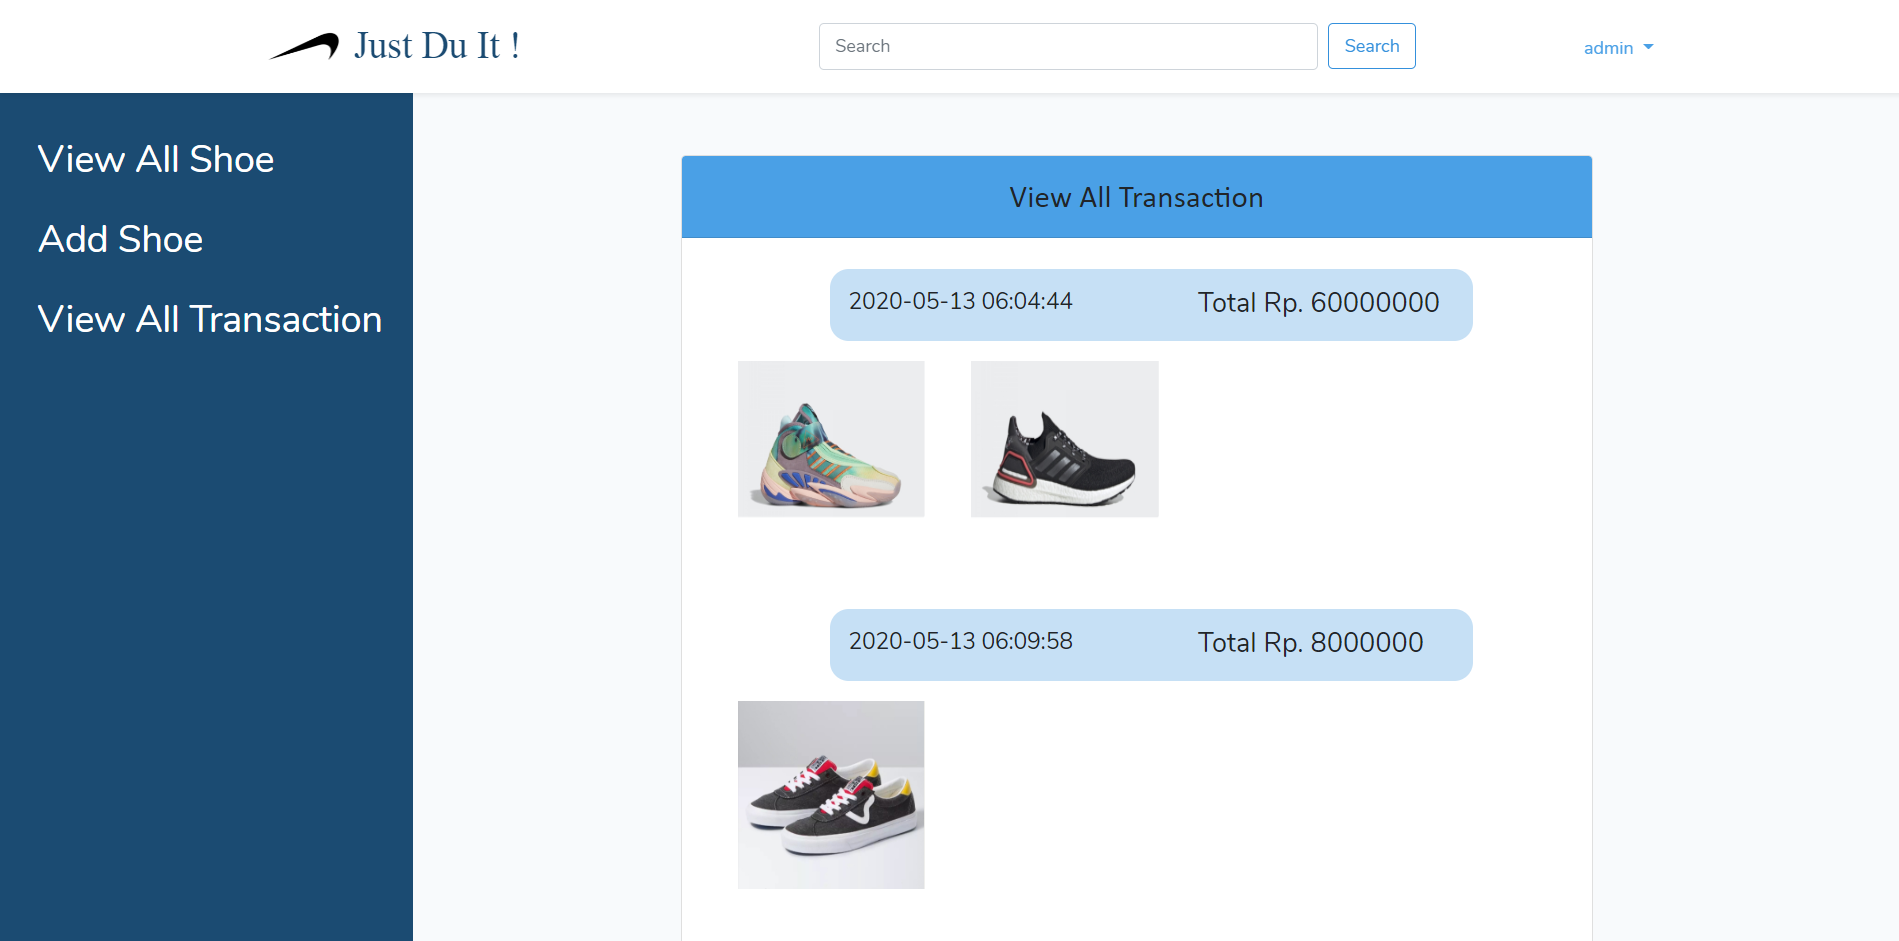 Just Du It !
Search
Search
admin
View All Shoe
Add Shoe
View All Transaction
View All Transaction
2020-05-13 06:04:44
Total Rp. 60000000
2020-05-13 06:09:58
Total Rp. 8000000